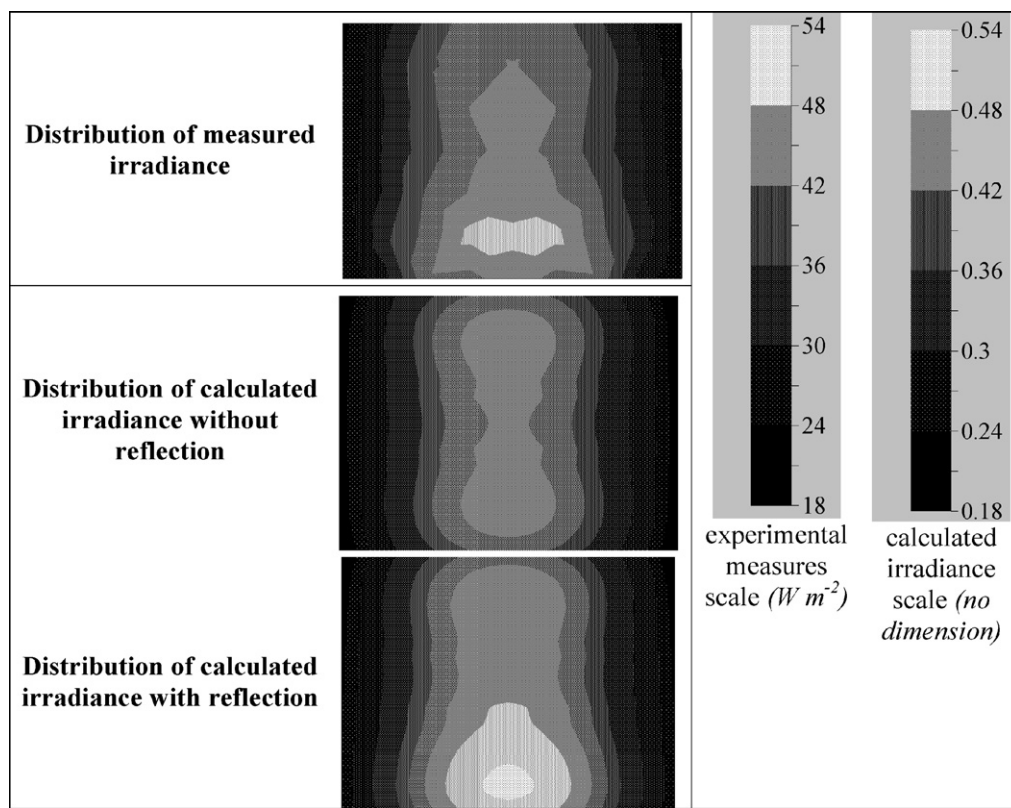 Distribution of measured
irradiance
Distribution of calculated
irradiance without
reflection
Distribution of calculated
irradiance with reflection
54
48
42
36
30
24
18
experimental
measures
scale (W m⁻²)
0.54
0.48
0.42
0.36
0.3
0.24
0.18
calculated
irradiance
scale (no
dimension)